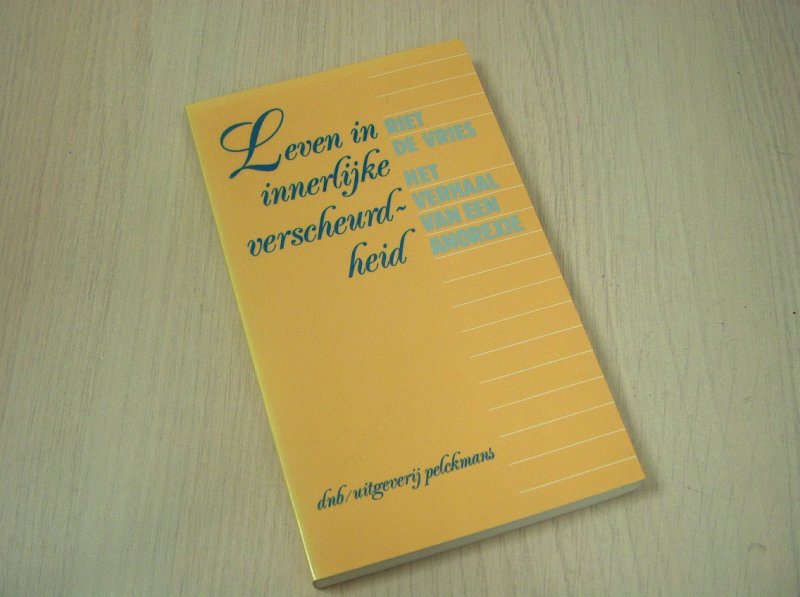 Leven in
innerlijke
verscheurd-
heid
RIET
DE VRIES
HET
VERHAAL
VAN EEN
ANOREXIE
dnb/uitgeverij pelckmans